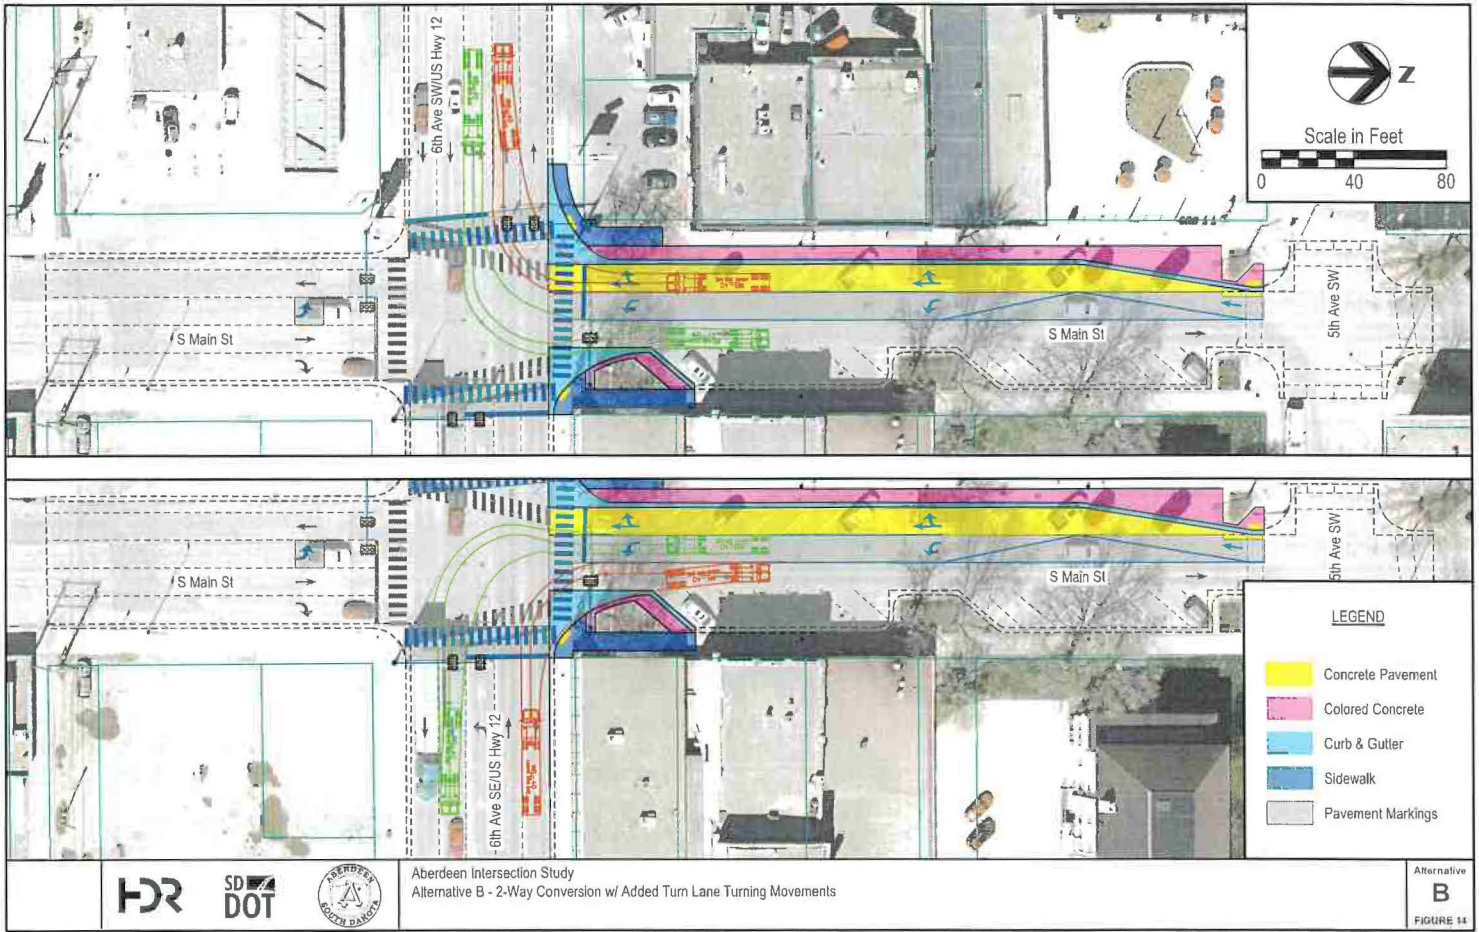 6th Ave SW/US Hwy 12
S Main St
S Main St
5th Ave SW
Z
Scale in Feet
0 40 80
S Main St
S Main St
5th Ave SW
6th Ave SE/US Hwy 12
LEGEND
Concrete Pavement
Colored Concrete
Curb & Gutter
Sidewalk
Pavement Markings
HDR
SD
DOT
ABERDEEN
SOUTH DAKOTA
Aberdeen Intersection Study
Alternative B - 2-Way Conversion w/ Added Turn Lane Turning Movements
Alternative
B
FIGURE 14